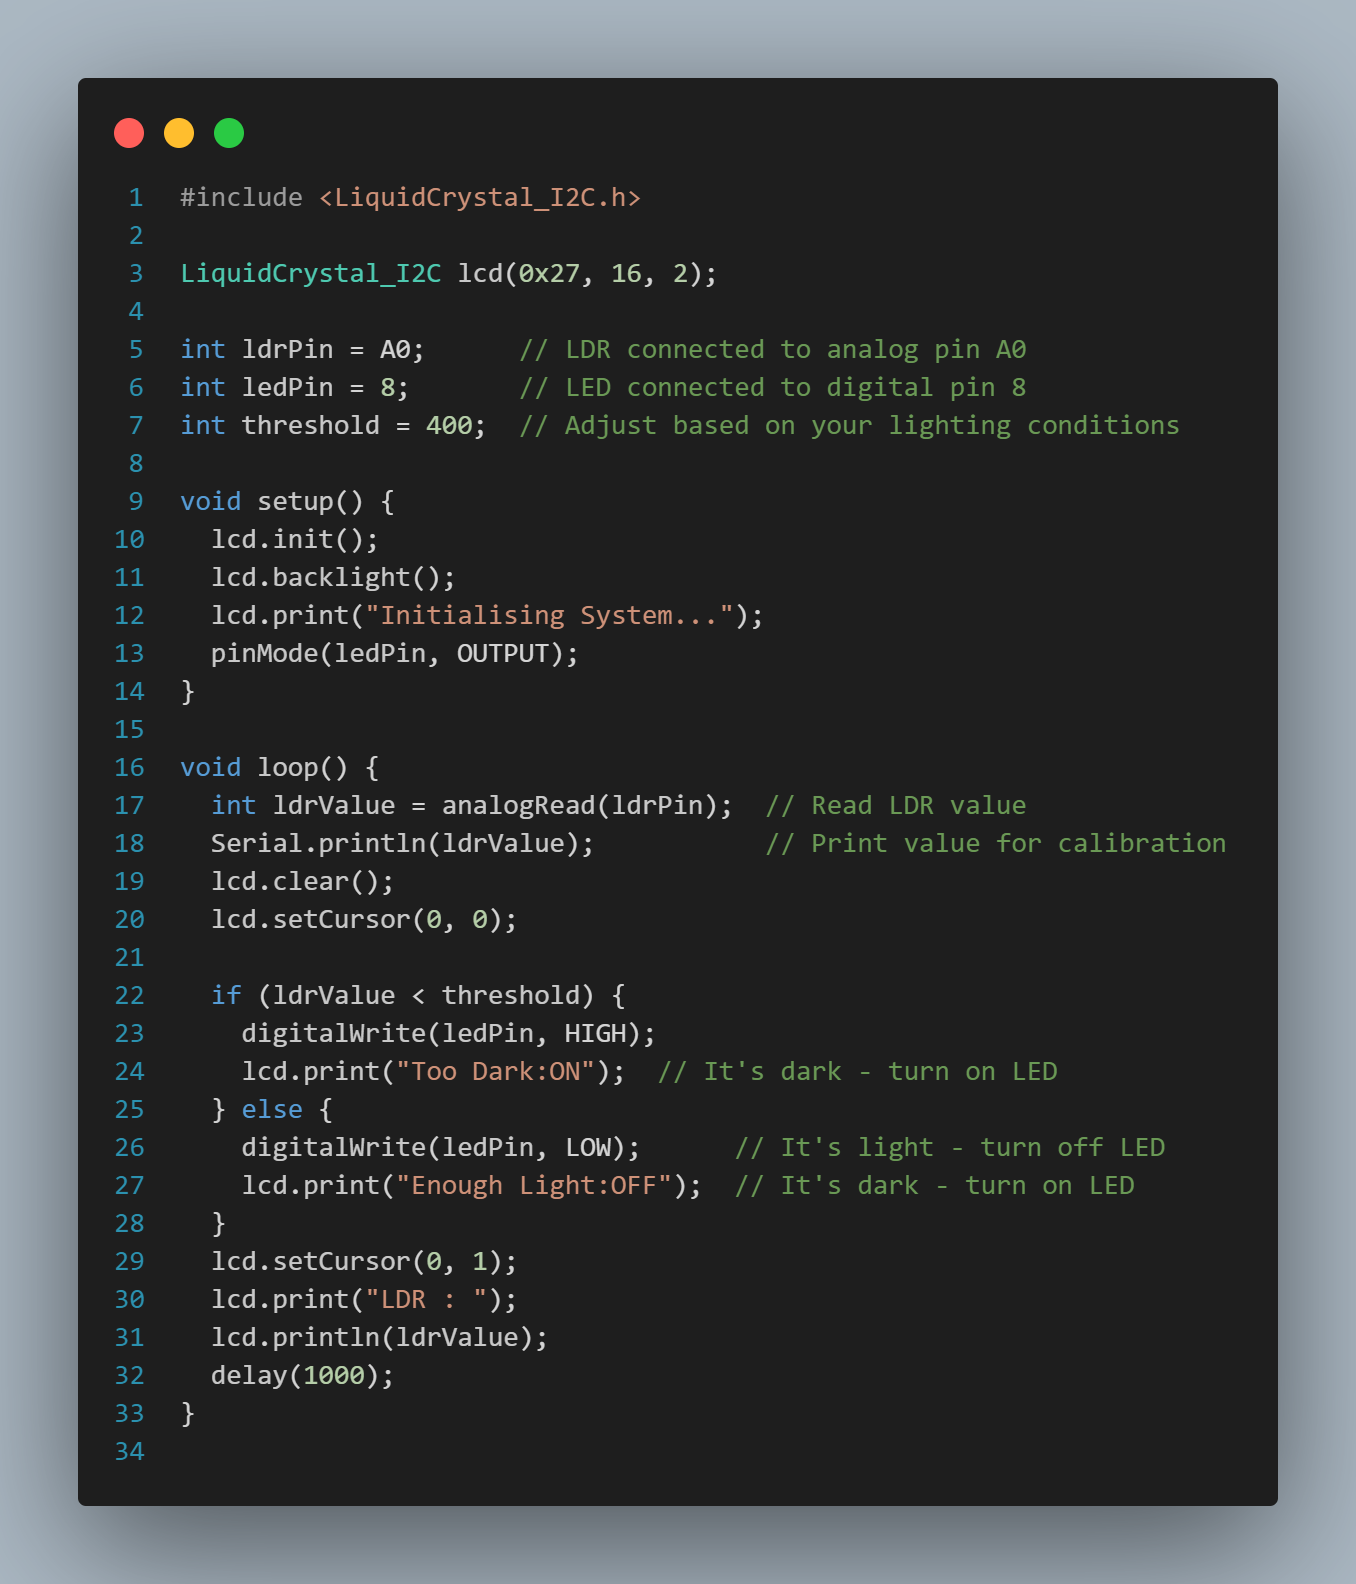 1 #include <LiquidCrystal_I2C.h>
2
3 LiquidCrystal_I2C lcd(0x27, 16, 2);
4
5 int ldrPin = A0;      // LDR connected to analog pin A0
6 int ledPin = 8;       // LED connected to digital pin 8
7 int threshold = 400;  // Adjust based on your lighting conditions
8
9 void setup() {
10   lcd.init();
11   lcd.backlight();
12   lcd.print("Initialising System...");
13   pinMode(ledPin, OUTPUT);
14 }
15
16 void loop() {
17   int ldrValue = analogRead(ldrPin);  // Read LDR value
18   Serial.println(ldrValue);           // Print value for calibration
19   lcd.clear();
20   lcd.setCursor(0, 0);
21
22   if (ldrValue < threshold) {
23     digitalWrite(ledPin, HIGH);
24     lcd.print("Too Dark:ON");  // It's dark - turn on LED
25   } else {
26     digitalWrite(ledPin, LOW);      // It's light - turn off LED
27     lcd.print("Enough Light:OFF");  // It's dark - turn on LED
28   }
29   lcd.setCursor(0, 1);
30   lcd.print("LDR : ");
31   lcd.println(ldrValue);
32   delay(1000);
33 }
34